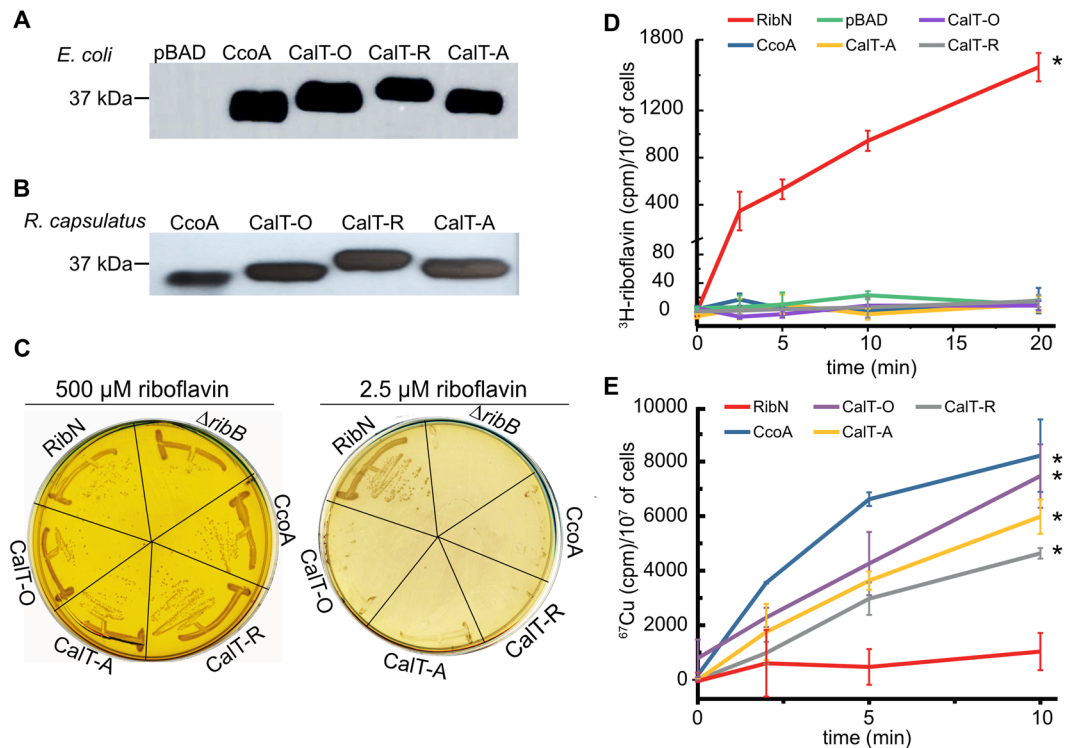 A
E. coli pBAD CcoA CalT-O CalT-R CalT-A
37 kDa
B
R. capsulatus CcoA CalT-O CalT-R CalT-A
37 kDa
C
500 µM riboflavin
RibN
ΔribB
CcoA
CalT-R
CalT-A
CalT-O
2.5 µM riboflavin
RibN
ΔribB
CcoA
CalT-R
CalT-A
CalT-O
D
RibN pBAD CalT-O
CcoA CalT-A CalT-R
³H-riboflavin (cpm)/10⁷ of cells
1800
1200
800
400
80
40
0
*
0 5 10 15 20
time (min)
E
RibN CalT-O CalT-R
CcoA CalT-A
⁶⁷Cu (cpm)/10⁷ of cells
10000
8000
6000
4000
2000
0
*
*
*
*
0 5 10
time (min)